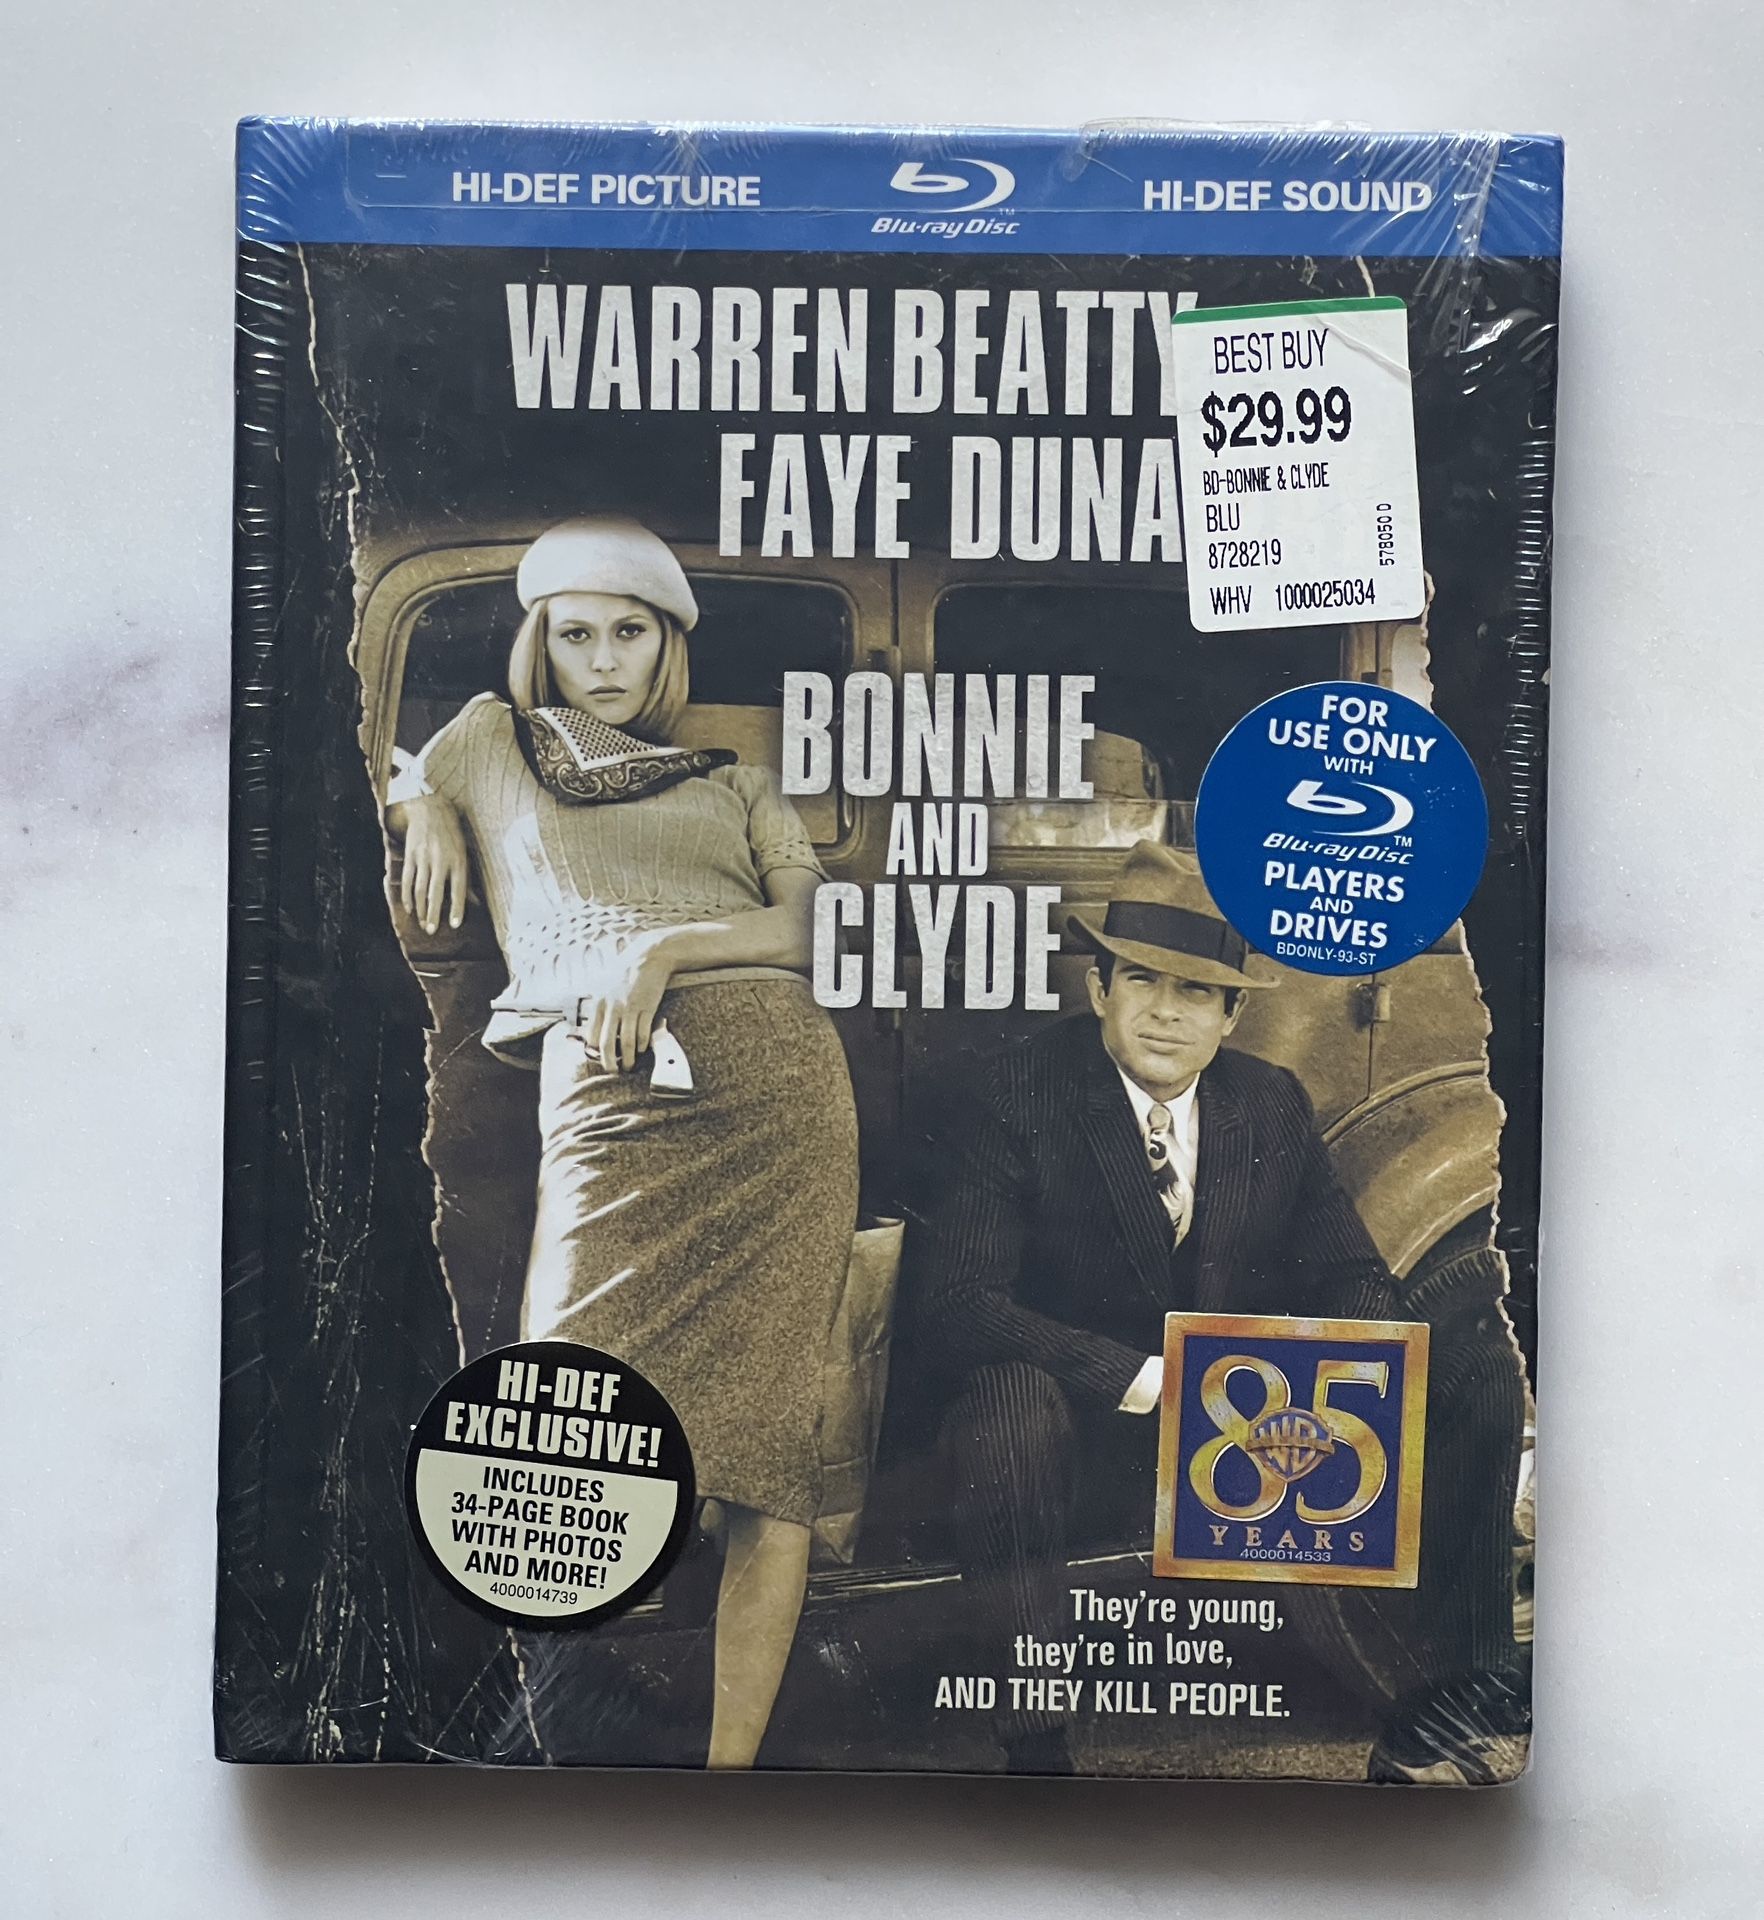 HI-DEF PICTURE
Blu-ray Disc
TM
HI-DEF SOUND
WARREN BEATTY
FAYE DUNA
BEST BUY
$29.99
BD-BONNIE & CLYDE
BLU
8728219
578050 D
WHV 1000025034
BONNIE
AND
CLYDE
FOR
USE ONLY
WITH
Blu-ray Disc
TM
PLAYERS
AND
DRIVES
BDONLY-93-ST
HI-DEF
EXCLUSIVE!
INCLUDES
34-PAGE BOOK
WITH PHOTOS
AND MORE!
4000014739
85
WB
YEARS
4000014533
They're young,
they're in love,
AND THEY KILL PEOPLE.